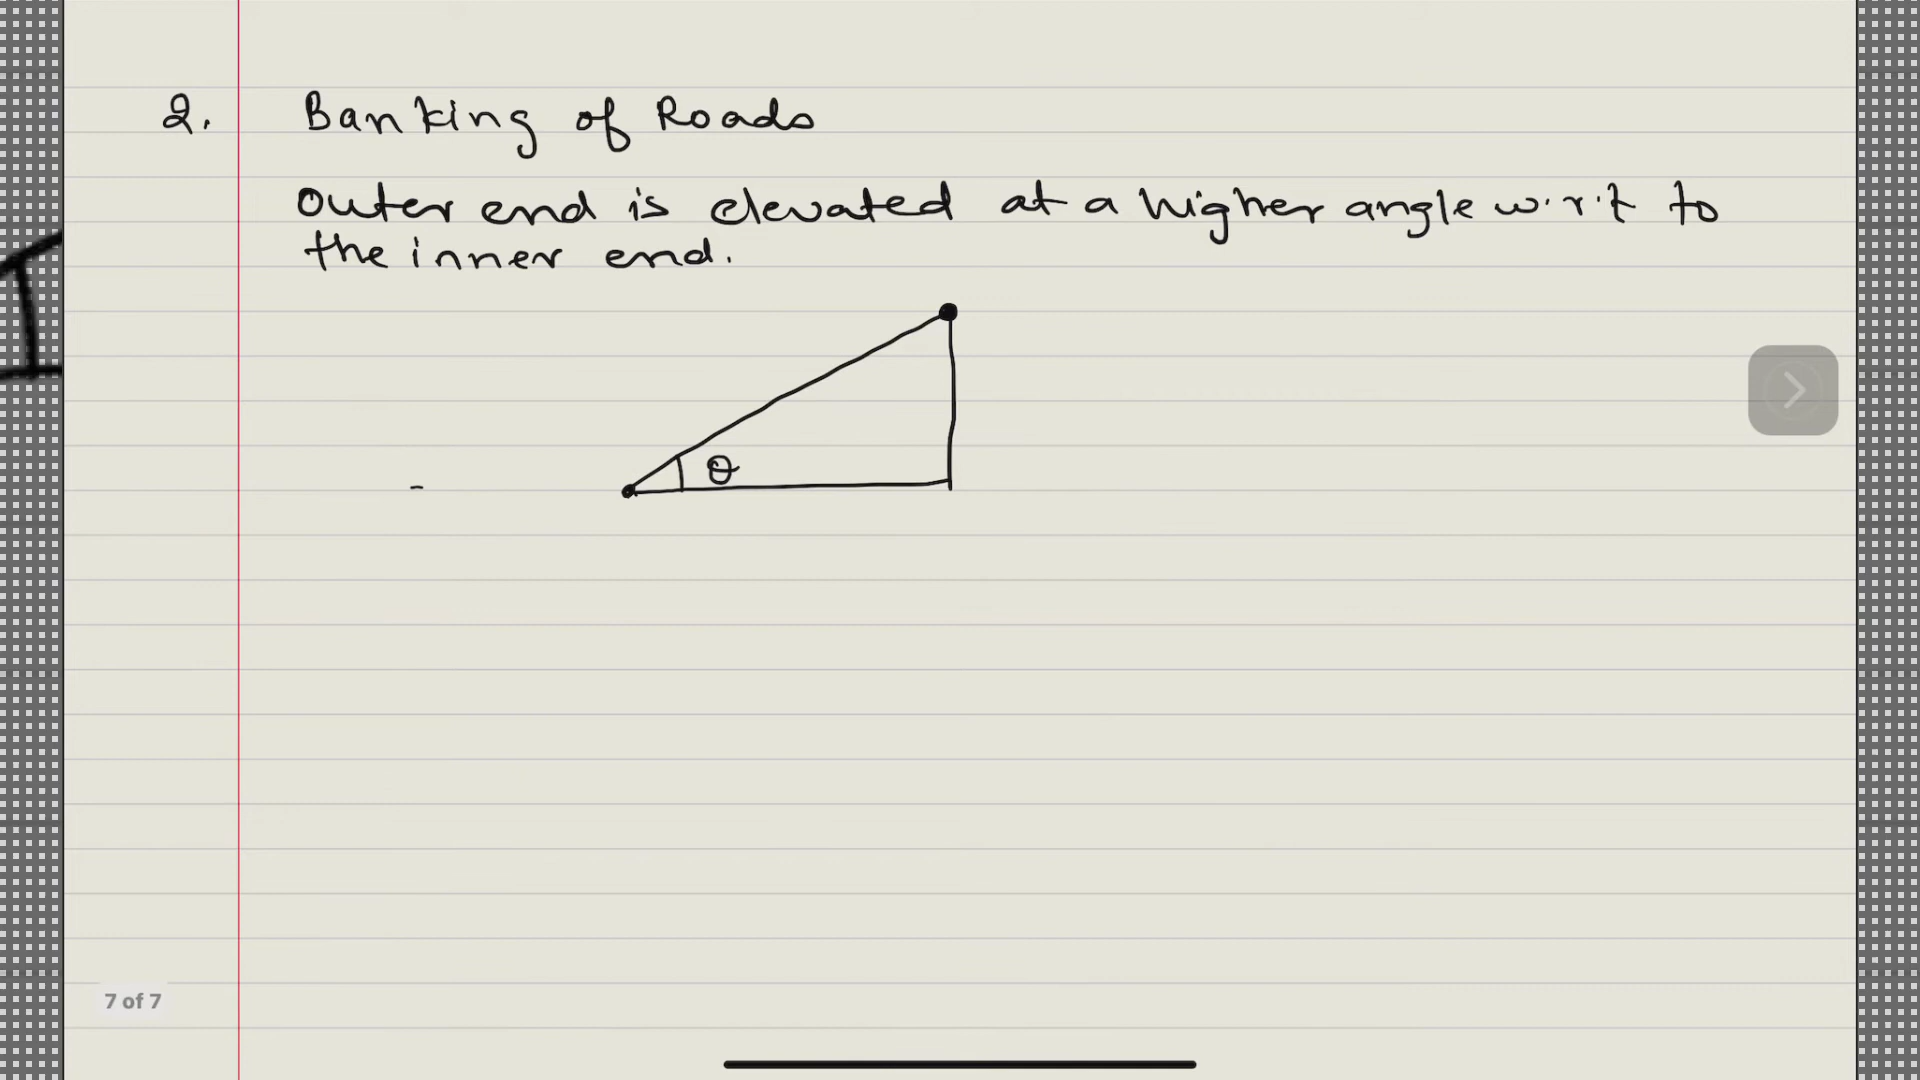 2. Banking of Roads
Outer end is elevated at a higher angle w.r.t to
the inner end.
θ
7 of 7